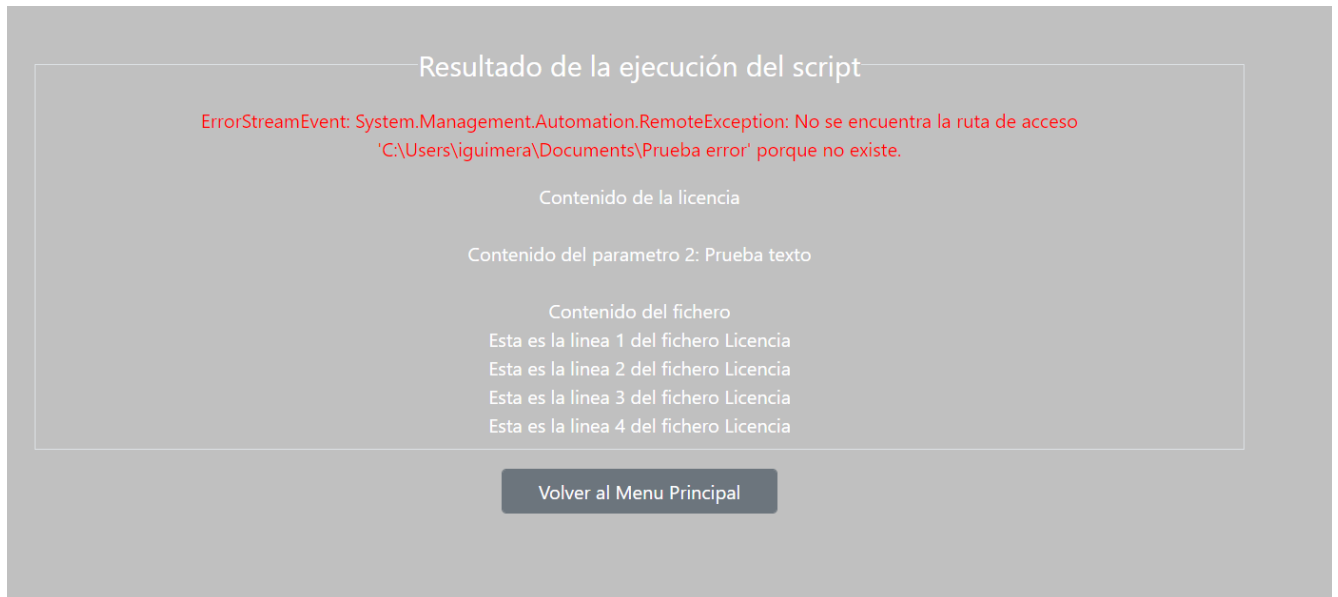 Resultado de la ejecución del script
ErrorStreamEvent: System.Management.Automation.RemoteException: No se encuentra la ruta de acceso
'C:\Users\iguimera\Documents\Prueba error' porque no existe.
Contenido de la licencia
Contenido del parametro 2: Prueba texto
Contenido del fichero
Esta es la linea 1 del fichero Licencia
Esta es la linea 2 del fichero Licencia
Esta es la linea 3 del fichero Licencia
Esta es la linea 4 del fichero Licencia
Volver al Menu Principal